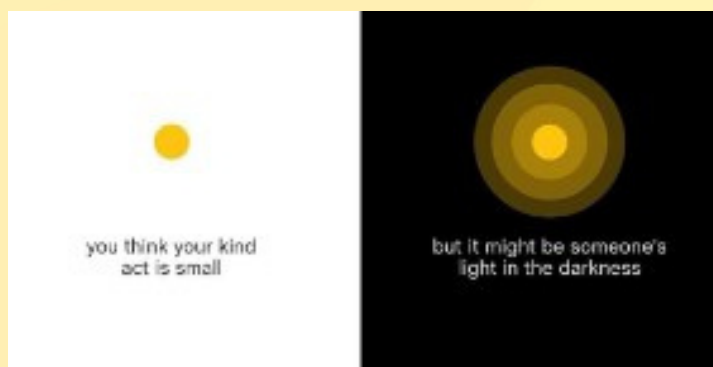 you think your kind
act is small
but it might be someone's
light in the darkness